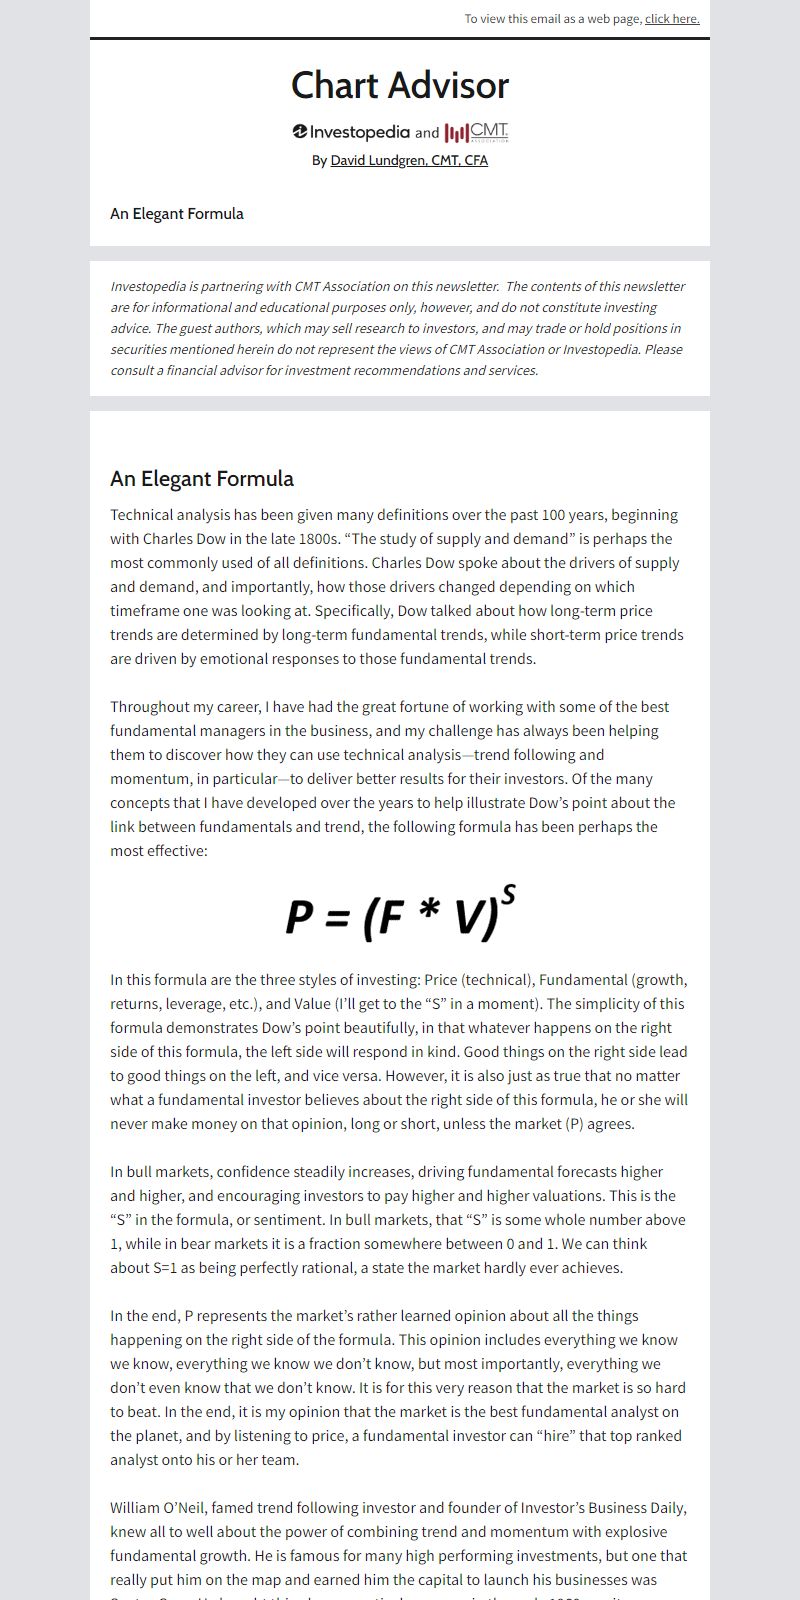 To view this email as a web page, click here.
Chart Advisor
Investopedia and CMT ASSOCIATION
By David Lundgren, CMT, CFA
An Elegant Formula
Investopedia is partnering with CMT Association on this newsletter. The contents of this newsletter
are for informational and educational purposes only, however, and do not constitute investing
advice. The guest authors, which may sell research to investors, and may trade or hold positions in
securities mentioned herein do not represent the views of CMT Association or Investopedia. Please
consult a financial advisor for investment recommendations and services.
An Elegant Formula
Technical analysis has been given many definitions over the past 100 years, beginning
with Charles Dow in the late 1800s. “The study of supply and demand” is perhaps the
most commonly used of all definitions. Charles Dow spoke about the drivers of supply
and demand, and importantly, how those drivers changed depending on which
timeframe one was looking at. Specifically, Dow talked about how long-term price
trends are determined by long-term fundamental trends, while short-term price trends
are driven by emotional responses to those fundamental trends.
Throughout my career, I have had the great fortune of working with some of the best
fundamental managers in the business, and my challenge has always been helping
them to discover how they can use technical analysis—trend following and
momentum, in particular—to deliver better results for their investors. Of the many
concepts that I have developed over the years to help illustrate Dow’s point about the
link between fundamentals and trend, the following formula has been perhaps the
most effective:
P = (F * V)^S
In this formula are the three styles of investing: Price (technical), Fundamental (growth,
returns, leverage, etc.), and Value (I’ll get to the “S” in a moment). The simplicity of this
formula demonstrates Dow’s point beautifully, in that whatever happens on the right
side of this formula, the left side will respond in kind. Good things on the right side lead
to good things on the left, and vice versa. However, it is also just as true that no matter
what a fundamental investor believes about the right side of this formula, he or she will
never make money on that opinion, long or short, unless the market (P) agrees.
In bull markets, confidence steadily increases, driving fundamental forecasts higher
and higher, and encouraging investors to pay higher and higher valuations. This is the
“S” in the formula, or sentiment. In bull markets, that “S” is some whole number above
1, while in bear markets it is a fraction somewhere between 0 and 1. We can think
about S=1 as being perfectly rational, a state the market hardly ever achieves.
In the end, P represents the market’s rather learned opinion about all the things
happening on the right side of the formula. This opinion includes everything we know
we know, everything we know we don’t know, but most importantly, everything we
don’t even know that we don’t know. It is for this very reason that the market is so hard
to beat. In the end, it is my opinion that the market is the best fundamental analyst on
the planet, and by listening to price, a fundamental investor can “hire” that top ranked
analyst onto his or her team.
William O’Neil, famed trend following investor and founder of Investor’s Business Daily,
knew all to well about the power of combining trend and momentum with explosive
fundamental growth. He is famous for many high performing investments, but one that
really put him on the map and earned him the capital to launch his businesses was